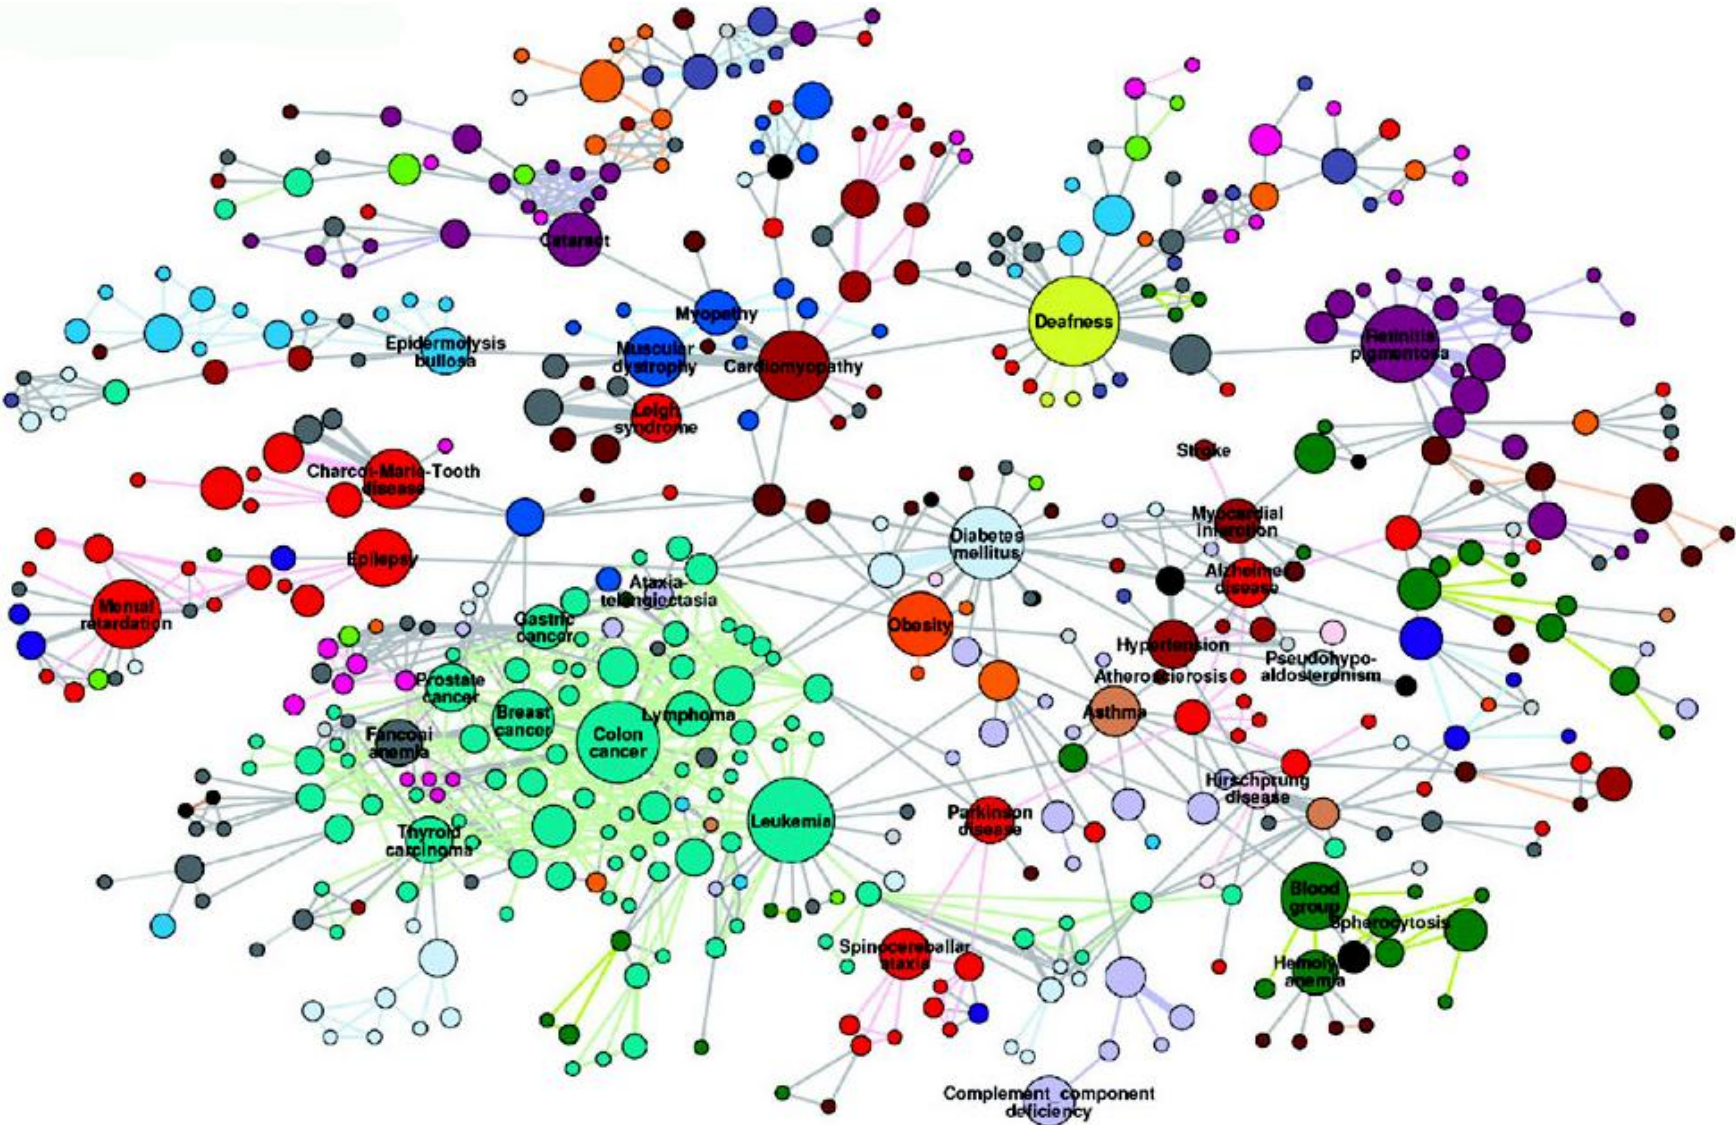 Cataract
Myopathy
Deafness
Epidermolysis
bullosa
Muscular
dystrophy
Cardiomyopathy
Retinitis
pigmentosa
Leigh
syndrome
Stroke
Charcot-Marie-Tooth
disease
Myocardial
infarction
Diabetes
mellitus
Epilepsy
Ataxia-
telangiectasia
Alzheimer
disease
Mental
retardation
Gastric
cancer
Obesity
Hypertension
Pseudohypo-
aldosteronism
Atherosclerosis
Prostate
cancer
Breast
cancer
Lymphoma
Asthma
Fanconi
anemia
Colon
cancer
Hirschprung
disease
Leukemia
Parkinson
disease
Thyroid
carcinoma
Blood
group
Spherocytosis
Spinocereballar
ataxia
Hemolytic
anemia
Complement component
deficiency